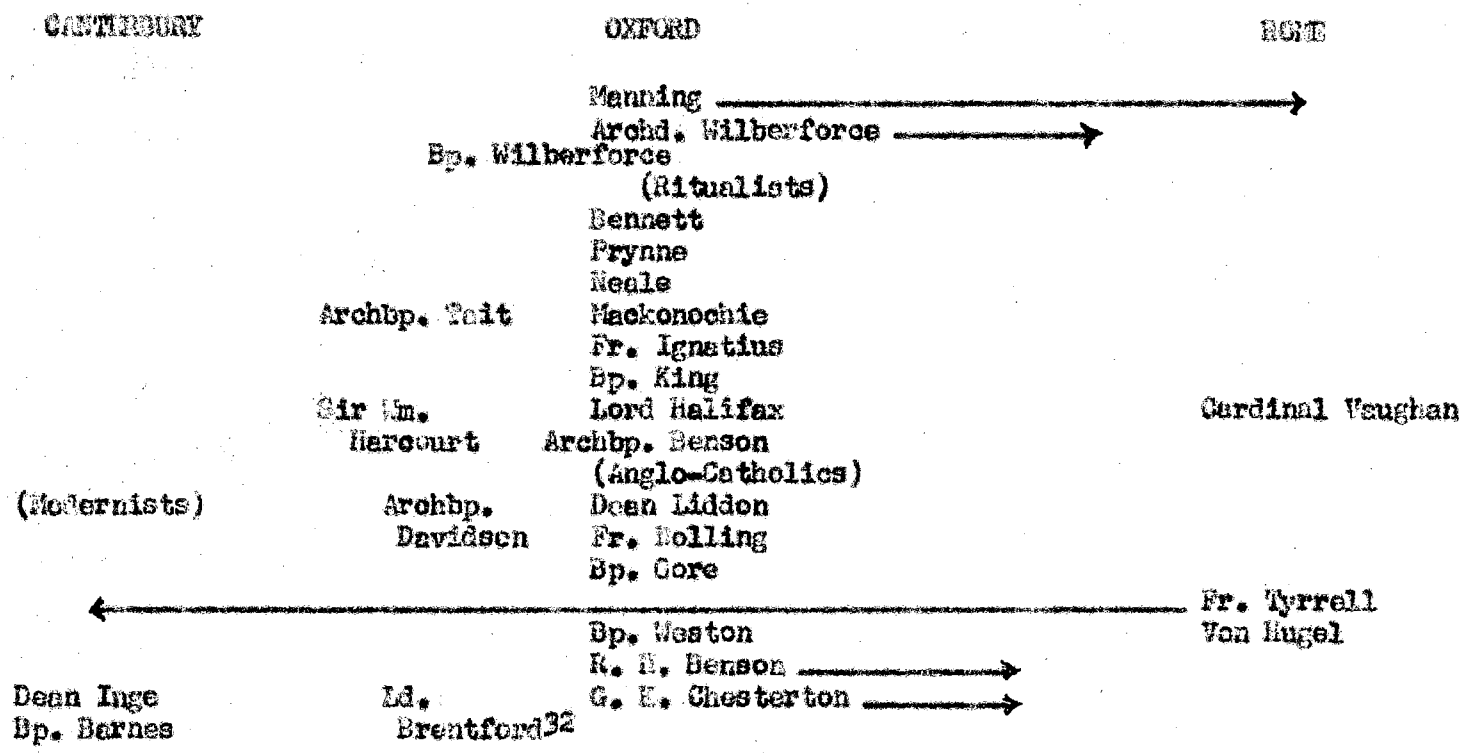 CANTERBURY OXFORD ROME
Manning
Archd. Wilberforce
Bp. Wilberforce
(Ritualists)
Bennett
Prynne
Neale
Archbp. Tait Mackonochie
Fr. Ignatius
Bp. King
Sir Wm. Lord Halifax Cardinal Vaughan
Harcourt Archbp. Benson
(Anglo-Catholics)
(Modernists) Archbp. Dean Liddon
Davidson Fr. Dolling
Bp. Gore
Fr. Tyrrell
Bp. Weston Von Hugel
R. H. Benson
Dean Inge Ld. G. K. Chesterton
Bp. Barnes Brentford32